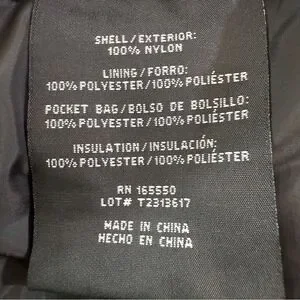 SHELL/EXTERIOR:
100% NYLON
LINING/FORRO:
100% POLYESTER/100% POLIÉSTER
POCKET BAG/BOLSO DE BOLSILLO:
100% POLYESTER/100% POLIÉSTER
INSULATION/INSULACIÓN:
100% POLYESTER/100% POLIÉSTER
RN 165550
LOT# T2313617
MADE IN CHINA
HECHO EN CHINA